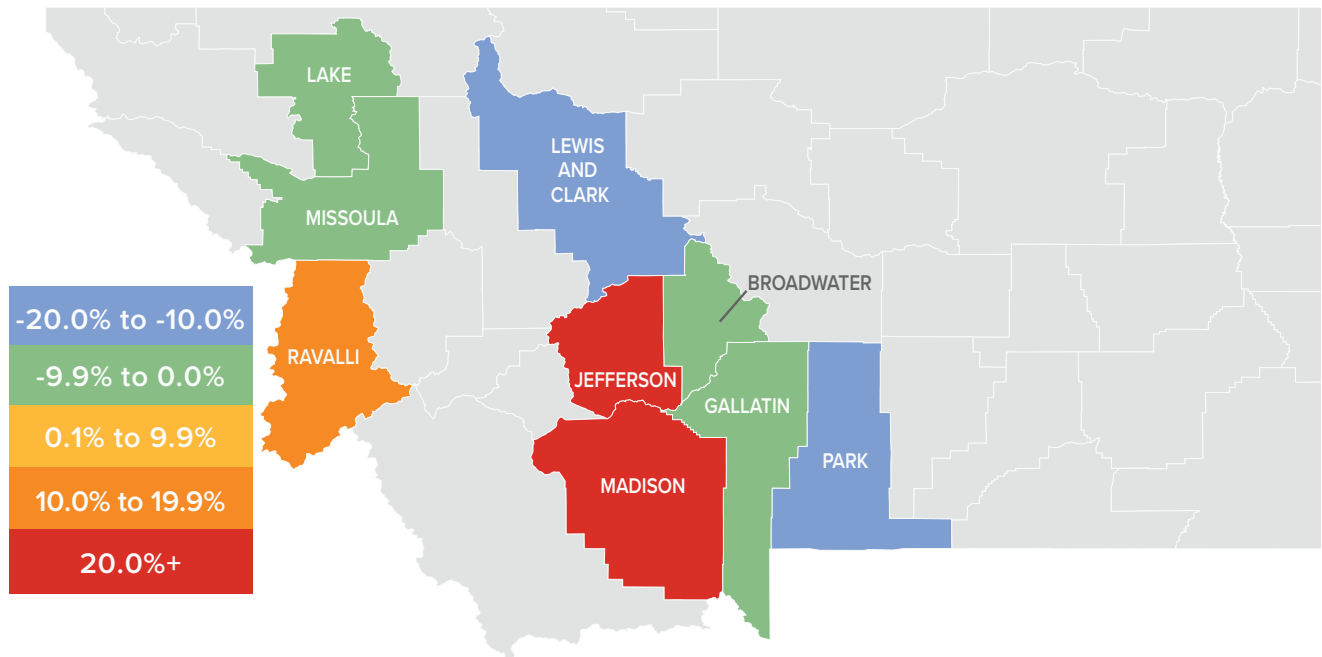 LAKE
LEWIS
AND
CLARK
MISSOULA
BROADWATER
-20.0% to -10.0%
RAVALLI
-9.9% to 0.0%
JEFFERSON
GALLATIN
0.1% to 9.9%
PARK
MADISON
10.0% to 19.9%
20.0%+